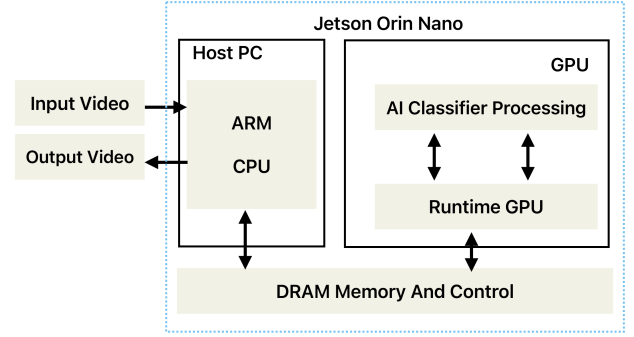 Jetson Orin Nano
Host PC
GPU
Input Video
ARM
AI Classifier Processing
Output Video
CPU
Runtime GPU
DRAM Memory And Control